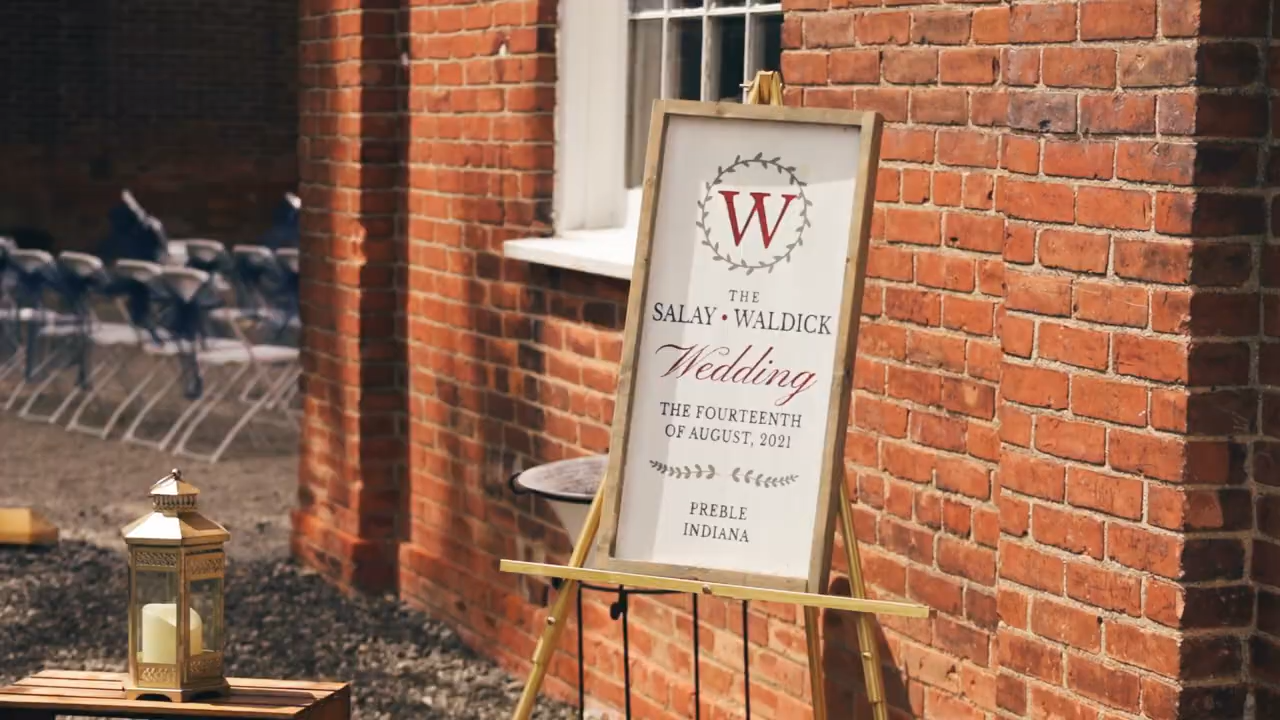 W
THE
SALAY • WALDICK
Wedding
THE FOURTEENTH
OF AUGUST, 2021
PREBLE
INDIANA